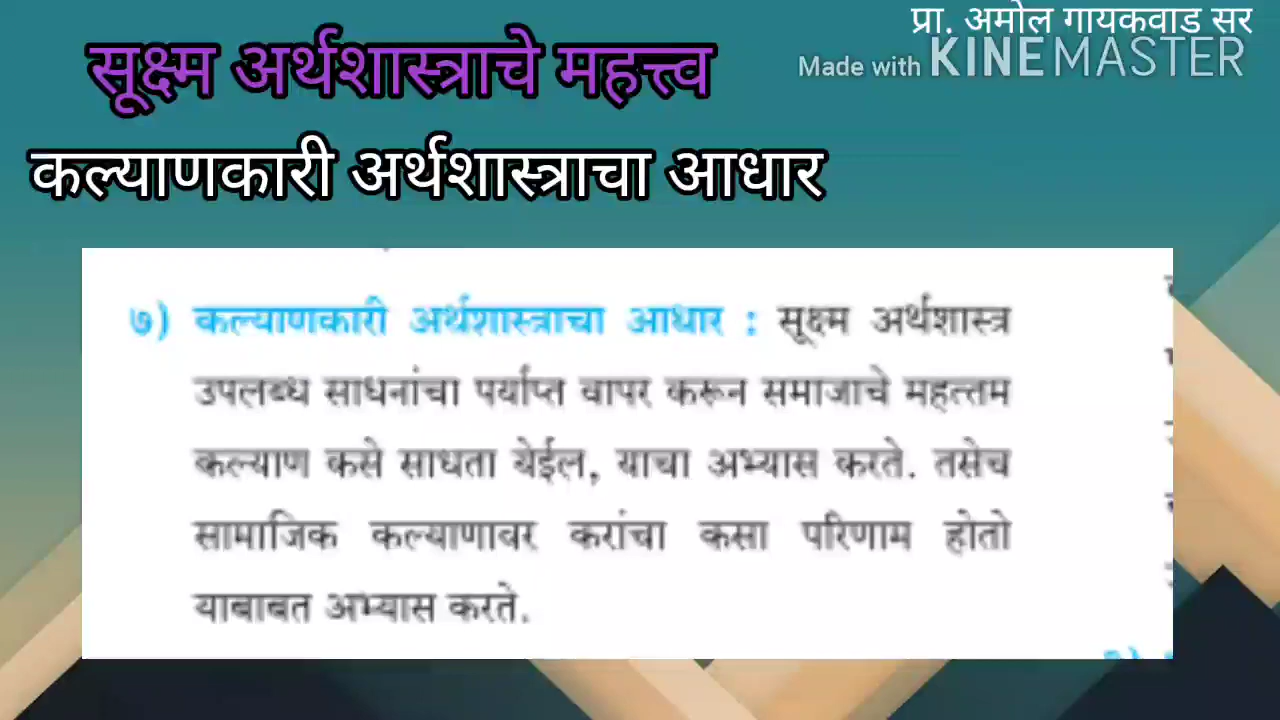 प्रा. अमोल गायकवाड सर
Made with KINEMASTER
सूक्ष्म अर्थशास्त्राचे महत्त्व
कल्याणकारी अर्थशास्त्राचा आधार
७) कल्याणकारी अर्थशास्त्राचा आधार : सूक्ष्म अर्थशास्त्र
उपलब्ध साधनांचा पर्याप्त वापर करून समाजाचे महत्तम
कल्याण कसे साधता येईल, याचा अभ्यास करते. तसेच
सामाजिक कल्याणावर करांचा कसा परिणाम होतो
याबाबत अभ्यास करते.